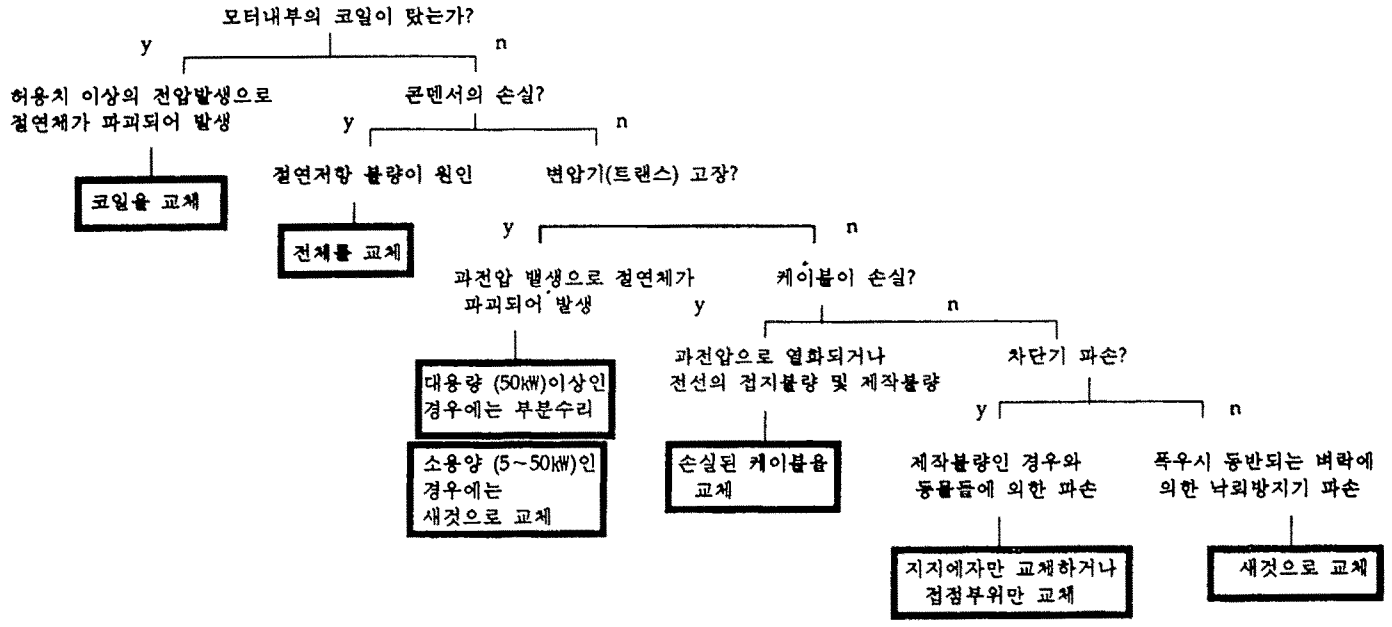 모터내부의 코일이 탔는가?
y
n
허용치 이상의 전압발생으로
절연체가 파괴되어 발생
콘덴서의 손실?
y
n
코일을 교체
절연저항 불량이 원인
변압기(트랜스) 고장?
전체를 교체
y
n
과전압 밸생으로 절연체가
파괴되어 발생
케이블이 손실?
y
n
대용량 (50kW)이상인
경우에는 부분수리
소용양 (5~50kW)인
경우에는
새것으로 교체
과전압으로 열화되거나
전선의 접지불량 및 제작불량
차단기 파손?
손실된 케이블을
교체
y
n
제작불량인 경우와
동물들에 의한 파손
폭우시 동반되는 벼락에
의한 낙뢰방지기 파손
지지에자만 교체하거나
접점부위만 교체
새것으로 교체